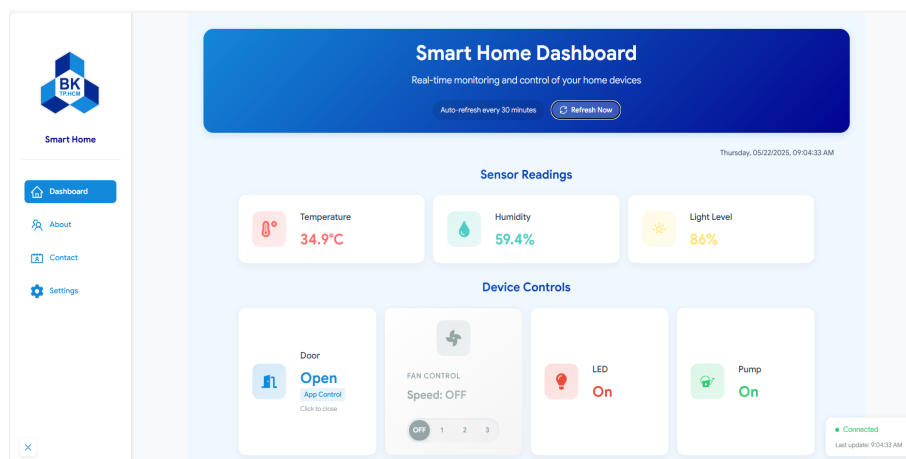 BK
TP.HCM
Smart Home
Dashboard
About
Contact
Settings
Smart Home Dashboard
Real-time monitoring and control of your home devices
Auto-refresh every 30 minutes
Refresh Now
Thursday, 05/22/2025, 09:04:33 AM
Sensor Readings
Temperature
34.9°C
Humidity
59.4%
Light Level
86%
Device Controls
Door
Open
App Control
Click to close
FAN CONTROL
Speed: OFF
OFF 1 2 3
LED
On
Pump
On
Connected
Last update: 9:04:33 AM